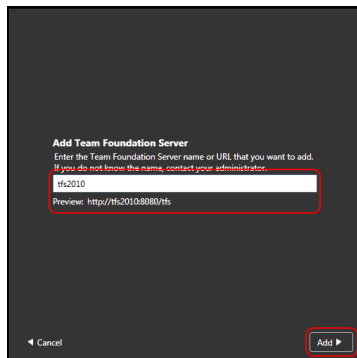 Add Team Foundation Server
Enter the Team Foundation Server name or URL that you want to add.
If you do not know the name, contact your administrator.
tfs2010
Preview: http://tfs2010:8080/tfs
Cancel
Add